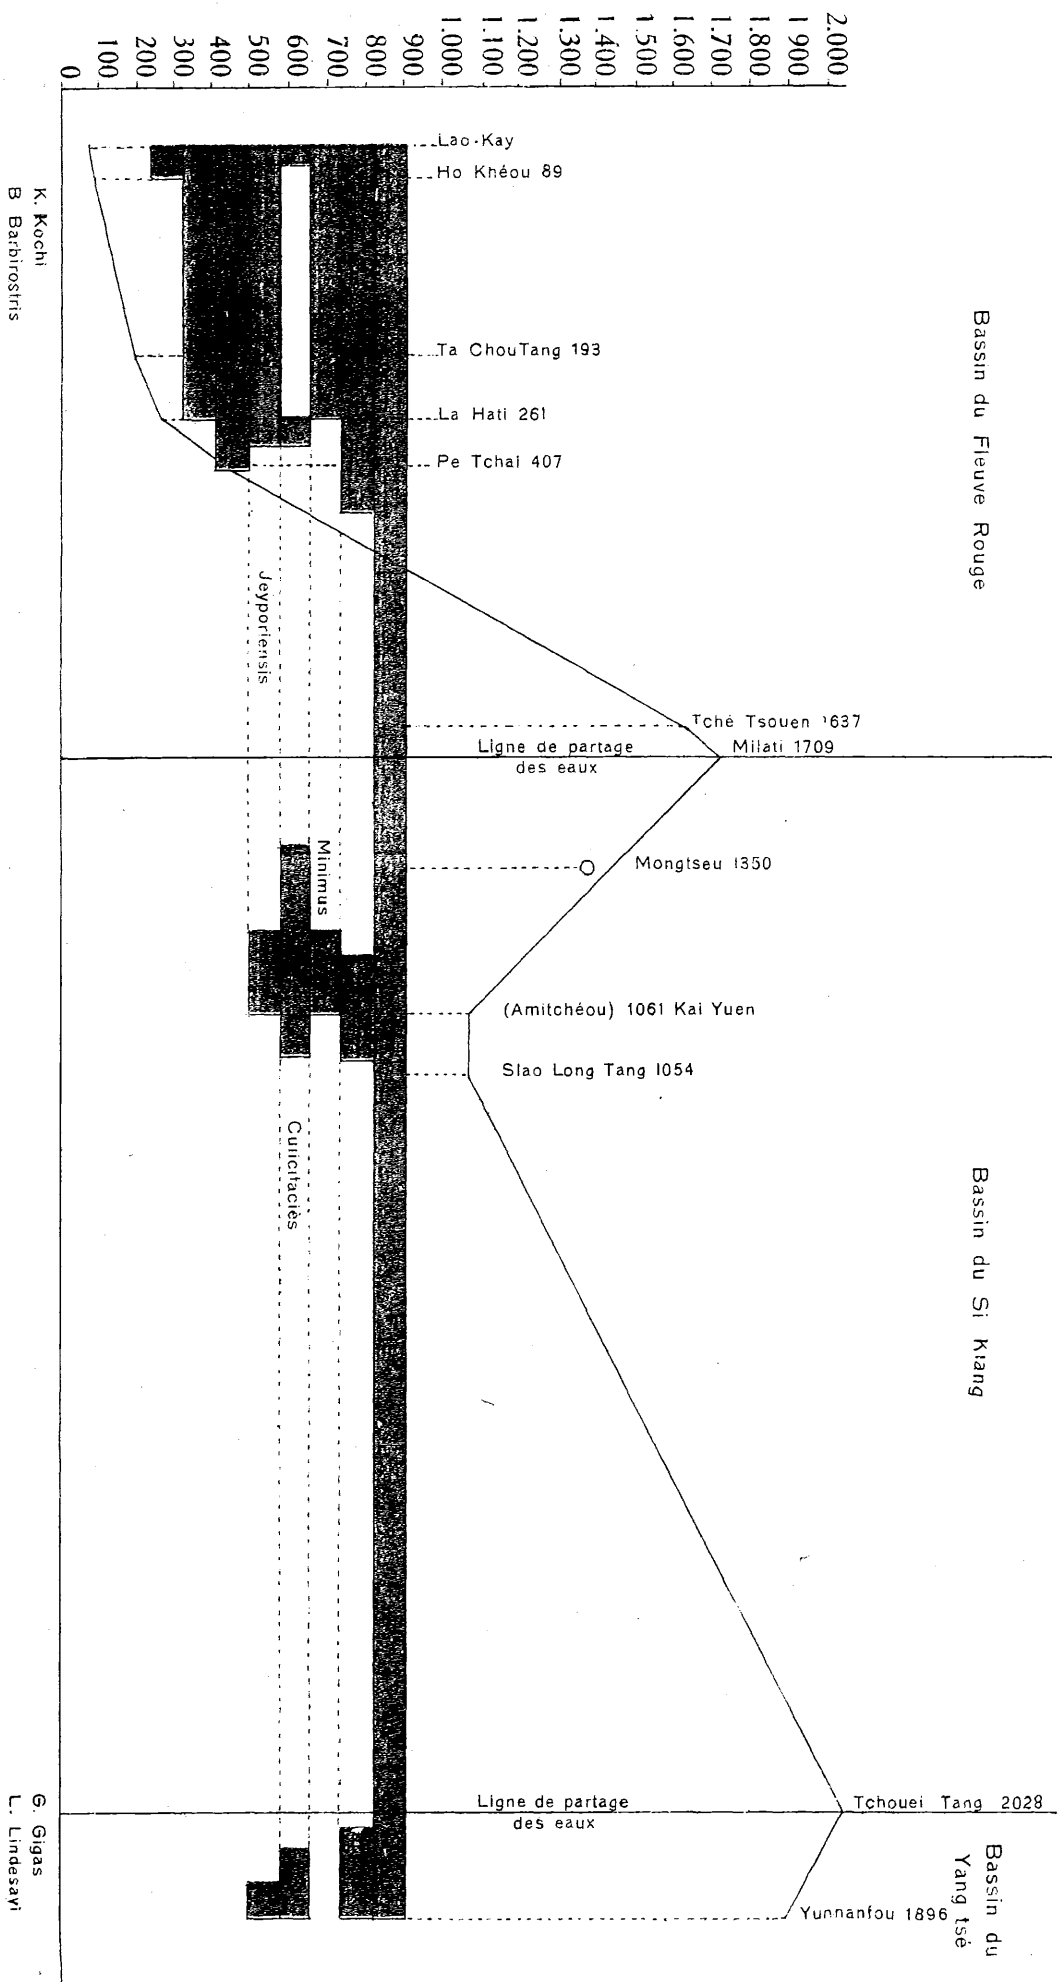 2.000
1.900
1.800
1.700
1.600
1.500
1.400
1.300
1.200
1.100
1.000
900
800
700
600
500
400
300
200
100
0
Bassin du Fleuve Rouge
Bassin du Si Kiang
Bassin du
Yang tsé
Lao-Kay
Ho Khéou 89
Ta Chou Tang 193
La Hati 261
Pe Tchai 407
Tché Tsouen 1637
Milati 1709
Ligne de partage
des eaux
Mongtseu 1350
(Amitchéou) 1061 Kai Yuen
Siao Long Tang 1054
Tchouei Tang 2028
Ligne de partage
des eaux
Yunnanfou 1896
Jeyporiensis
Minimus
Culicifaciès
K. Kochi
B Barbirostris
G. Gigas
L. Lindesayi